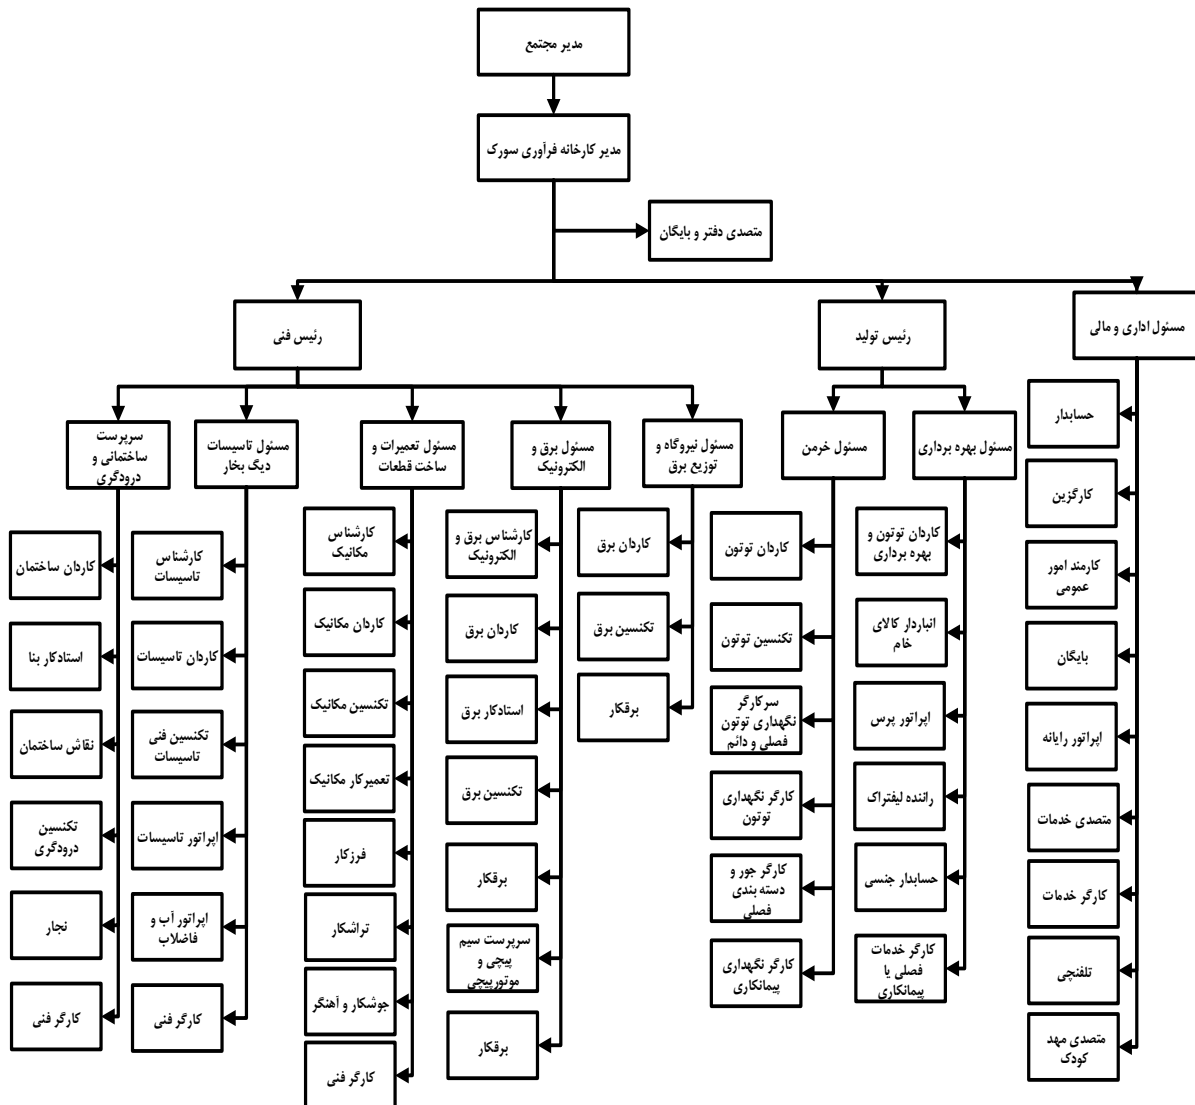 مدیر مجتمع
مدیر کارخانه فرآوری سورک
متصدی دفتر و بایگان
مسئول اداری و مالی
حسابدار
کارگزین
کارمند امور
عمومی
بایگان
اپراتور رایانه
متصدی خدمات
کارگر خدمات
تلفنچی
متصدی مهد
کودک
رئیس تولید
مسئول بهره برداری
کاردان توتون و
بهره برداری
انباردار کالای
خام
اپراتور پرس
راننده لیفتراک
حسابدار جنسی
کارگر خدمات
فصلی یا
پیمانکاری
مسئول خرمن
کاردان توتون
تکنسین توتون
سرکارگر
نگهداری توتون
فصلی و دائم
کارگر نگهداری
توتون
کارگر جور و
دسته بندی
فصلی
کارگر نگهداری
پیمانکاری
رئیس فنی
مسئول نیروگاه و
توزیع برق
کاردان برق
تکنسین برق
برقکار
مسئول برق و
الکترونیک
کارشناس برق و
الکترونیک
کاردان برق
استادکار برق
تکنسین برق
برقکار
سرپرست سیم
پیچی و
موتورپیچی
برقکار
مسئول تعمیرات و
ساخت قطعات
کارشناس
مکانیک
کاردان مکانیک
تکنسین مکانیک
تعمیرکار مکانیک
فرزکار
تراشکار
جوشکار و آهنگر
کارگر فنی
مسئول تاسیسات
دیگ بخار
کارشناس
تاسیسات
کاردان تاسیسات
تکنسین فنی
تاسیسات
اپراتور تاسیسات
اپراتور آب و
فاضلاب
کارگر فنی
سرپرست
ساختمانی و
درودگری
کاردان ساختمان
استادکار بنا
نقاش ساختمان
تکنسین
درودگری
نجار
کارگر فنی